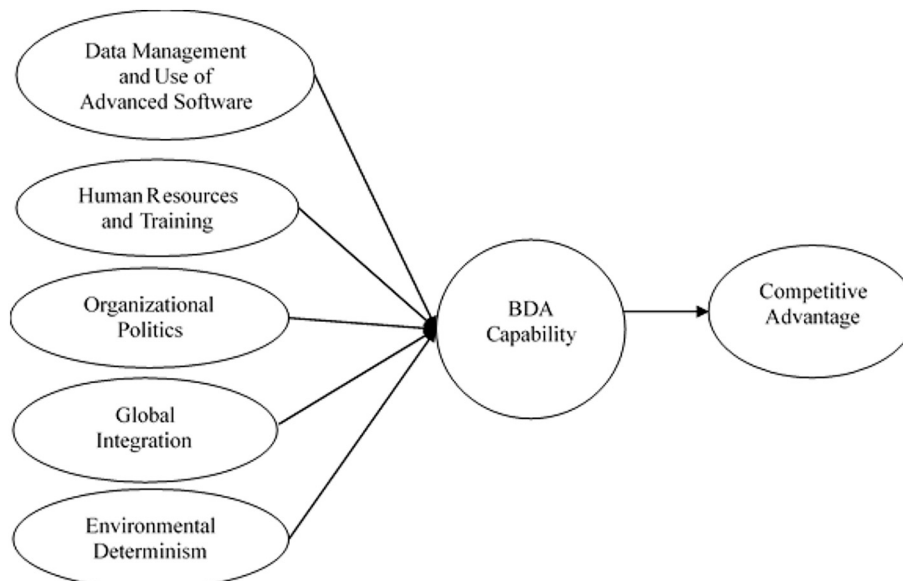 Data Management
and Use of
Advanced Software
Human Resources
and Training
Organizational
Politics
Global
Integration
Environmental
Determinism
BDA
Capability
Competitive
Advantage